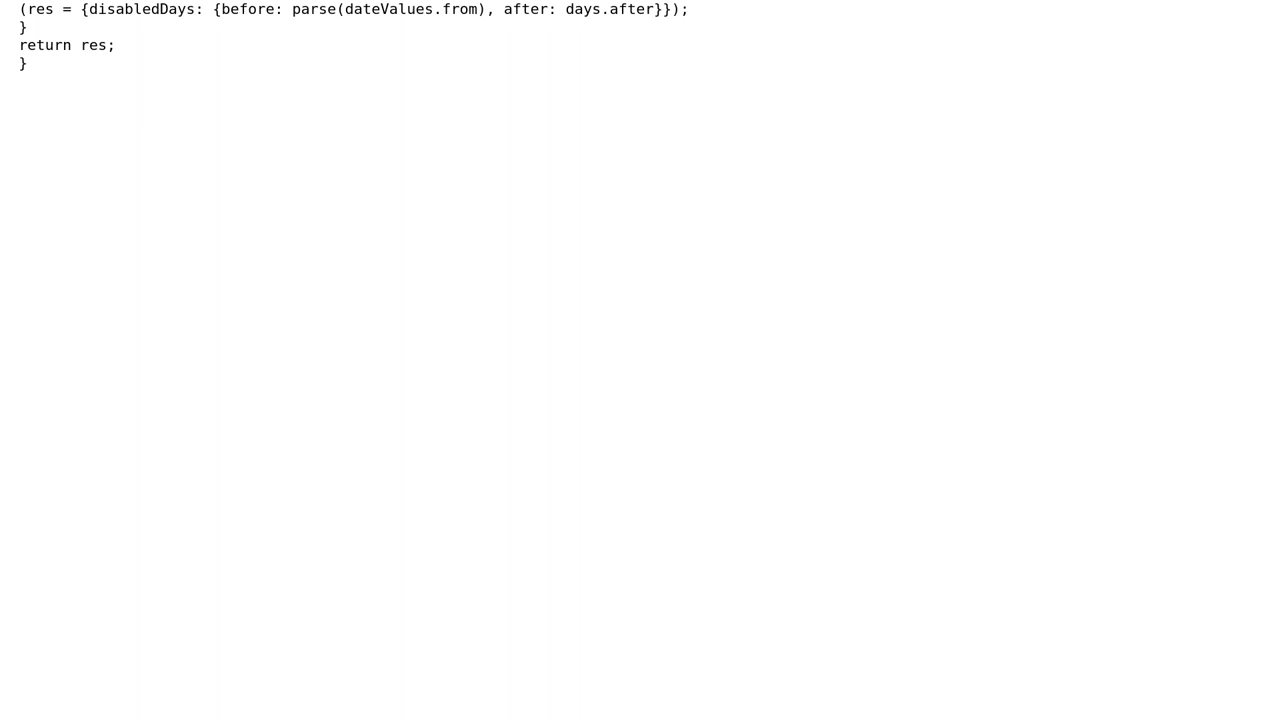 (res = {disabledDays: {before: parse(dateValues.from), after: days.after}});
}
return res;
}